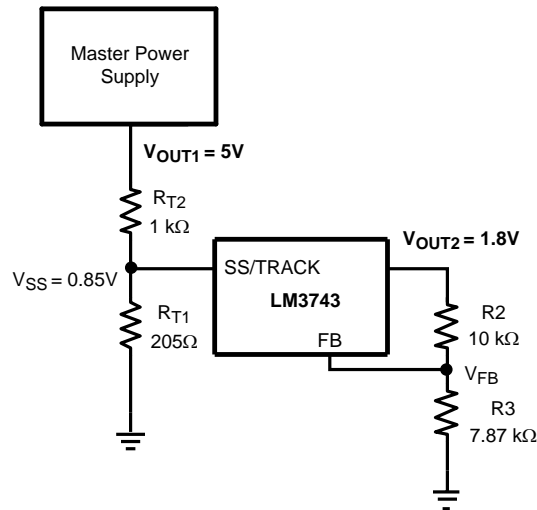 Master Power
Supply
VOUT1 = 5V
RT2
1 kΩ
VOUT2 = 1.8V
SS/TRACK
VSS = 0.85V
LM3743
RT1
205Ω
FB
R2
10 kΩ
VFB
R3
7.87 kΩ